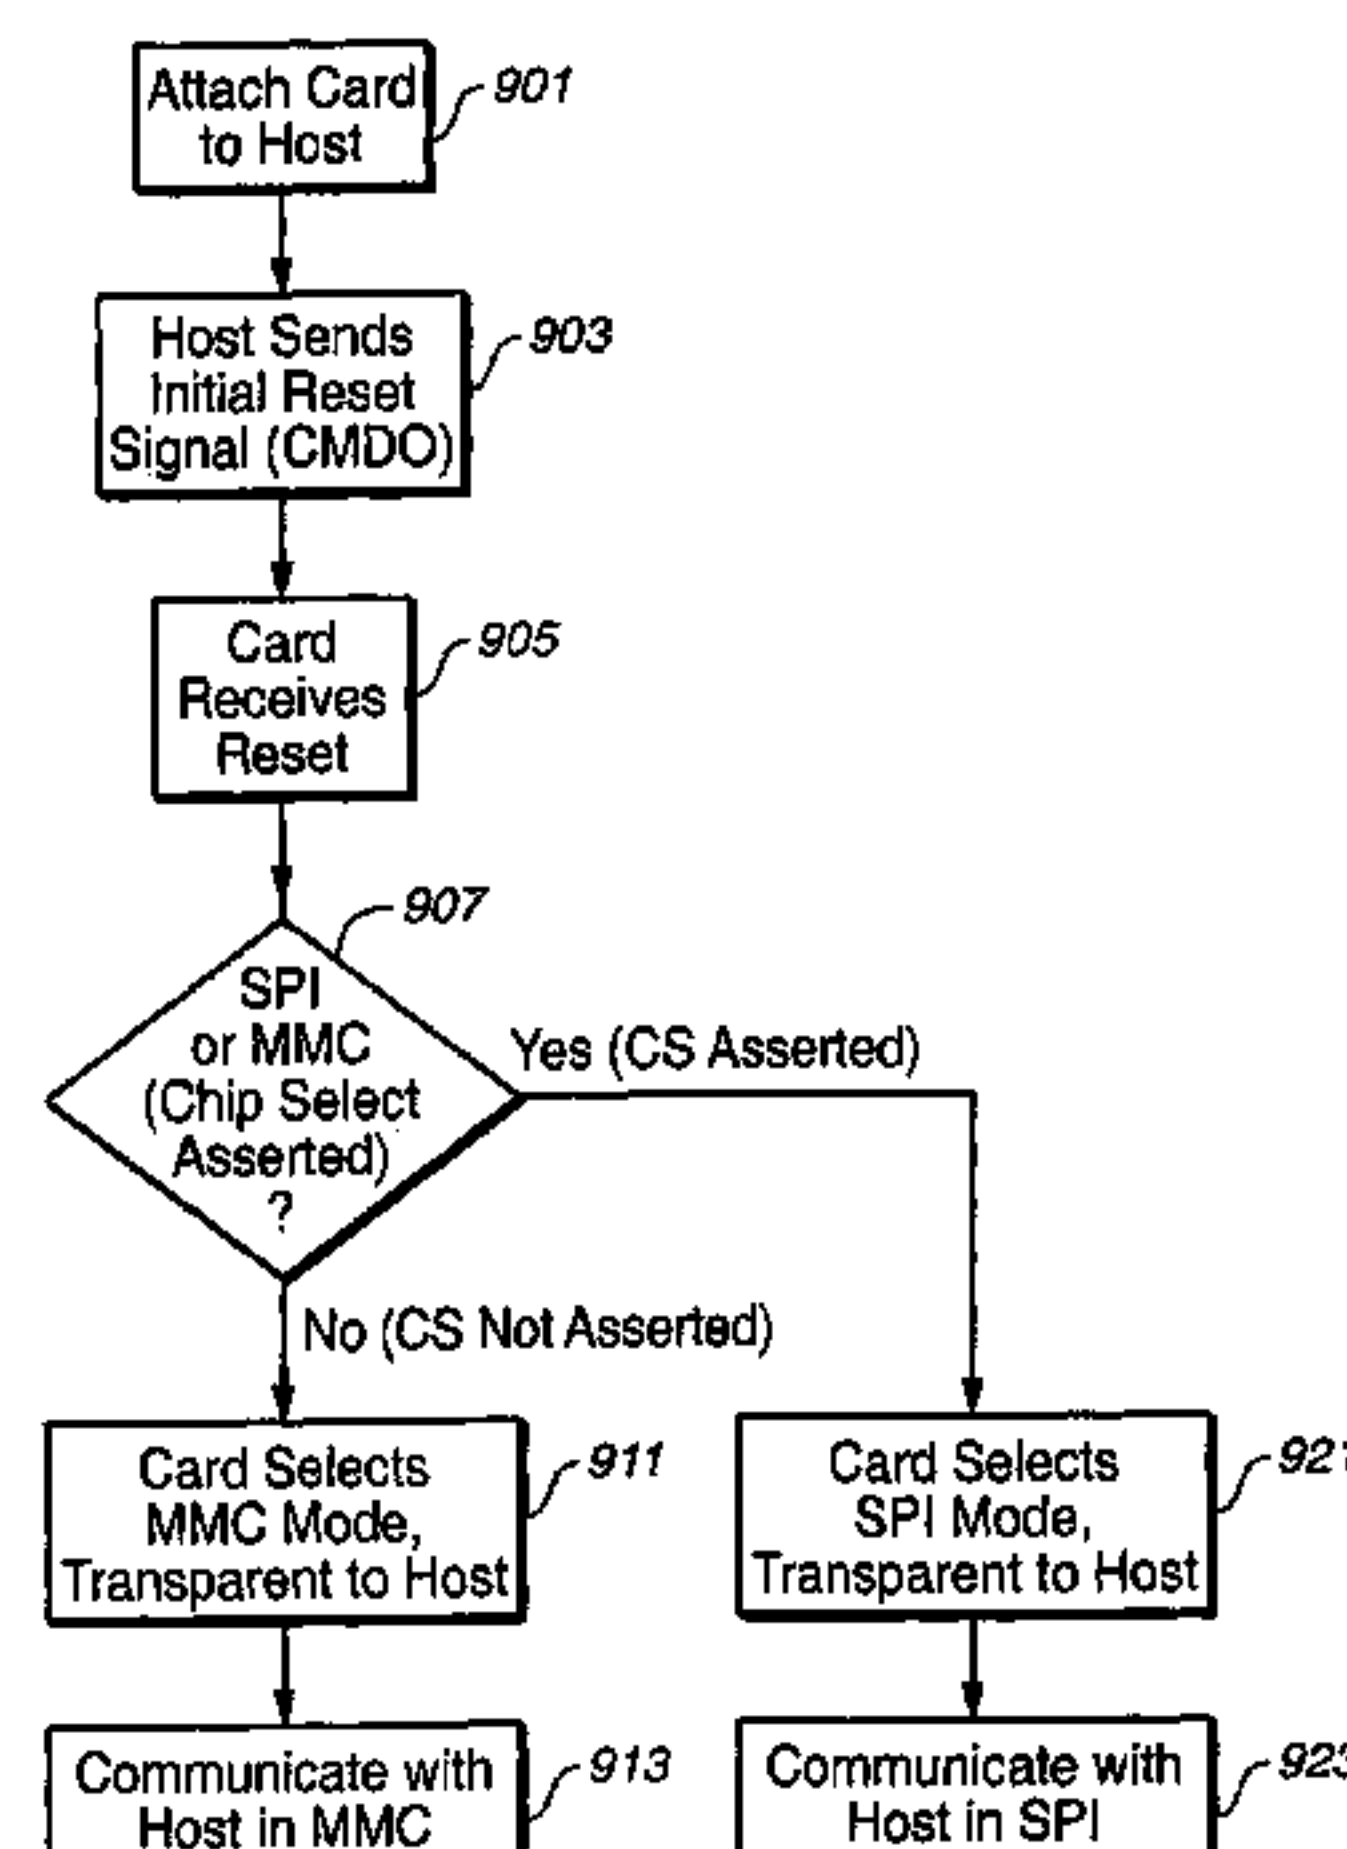 Attach Card
to Host
901
Host Sends
Initial Reset
Signal (CMDO)
903
Card
Receives
Reset
905
907
SPI
or MMC
(Chip Select
Asserted)
?
Yes (CS Asserted)
No (CS Not Asserted)
Card Selects
MMC Mode,
Transparent to Host
911
Card Selects
SPI Mode,
Transparent to Host
Communicate with
Host in MMC
913
Communicate with
Host in SPI
923